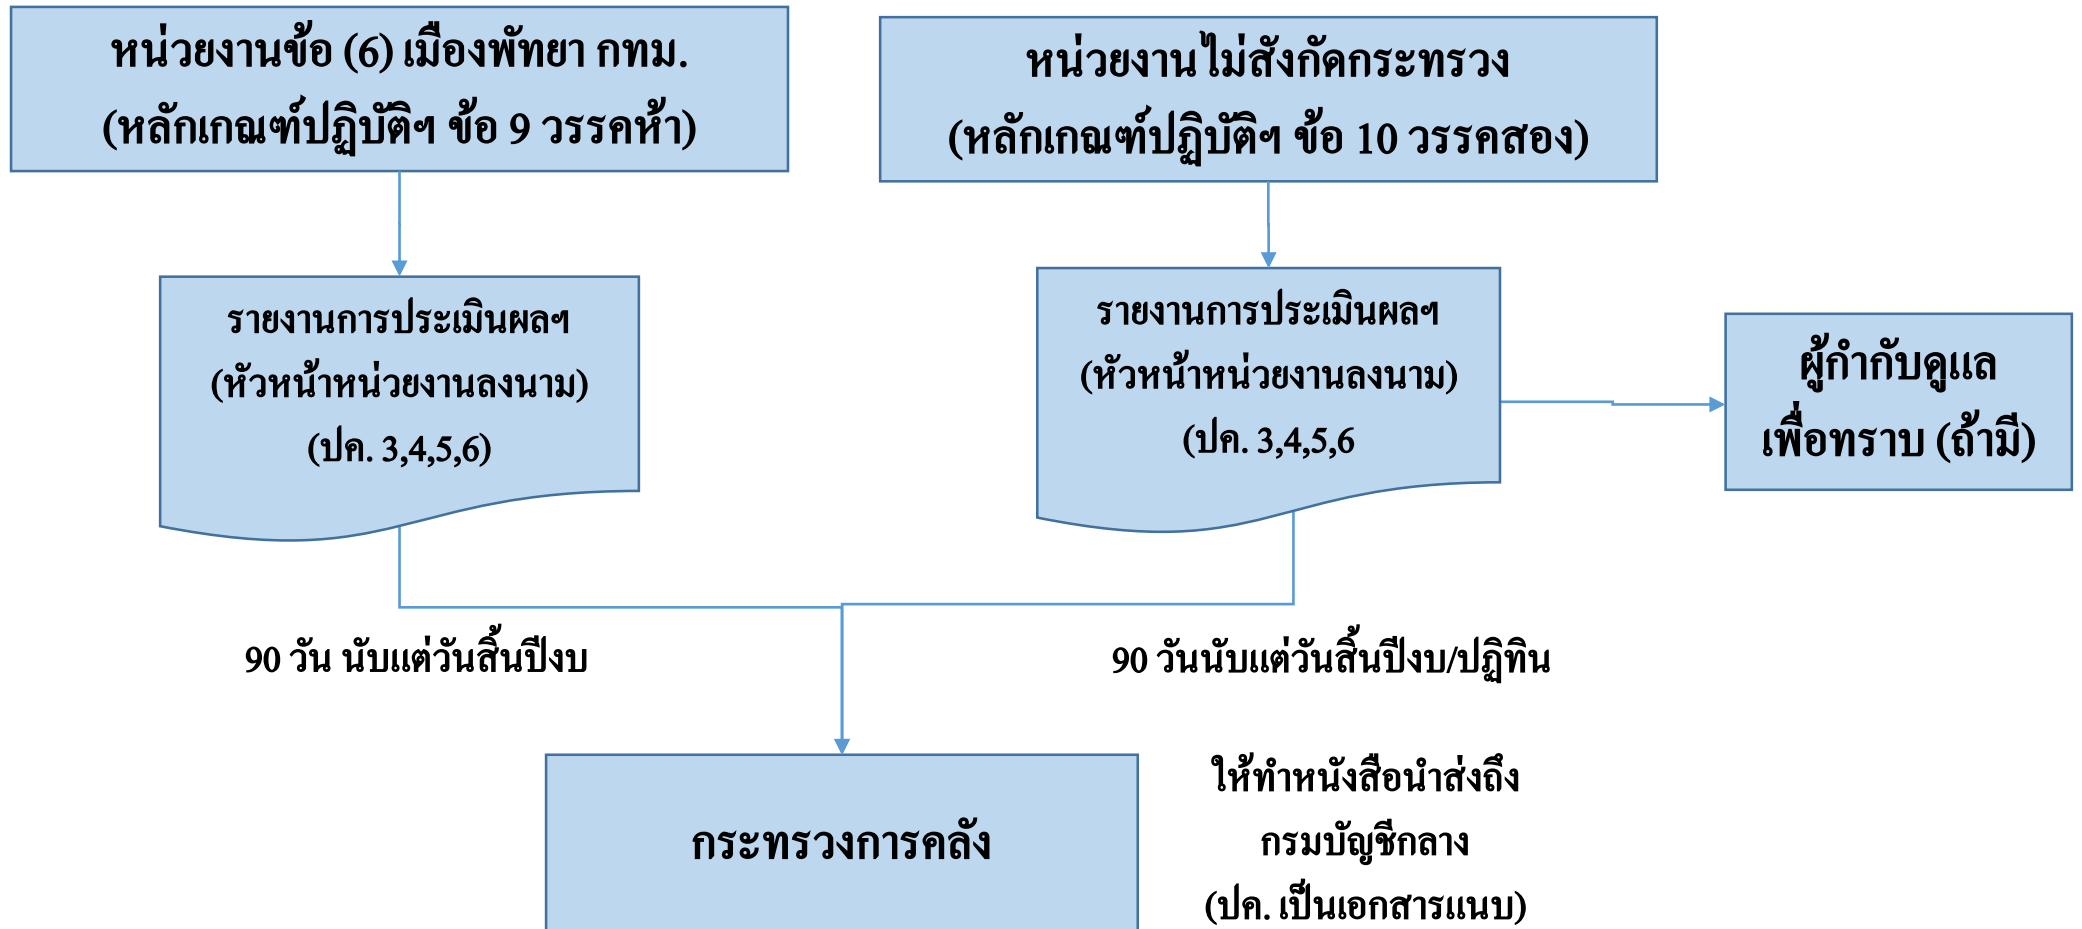 หน่วยงานข้อ (6) เมืองพัทยา กทม.
(หลักเกณฑ์ปฏิบัติฯ ข้อ 9 วรรคห้า)
หน่วยงานไม่สังกัดกระทรวง
(หลักเกณฑ์ปฏิบัติฯ ข้อ 10 วรรคสอง)
รายงานการประเมินผลฯ
(หัวหน้าหน่วยงานลงนาม)
(ปค. 3,4,5,6)
รายงานการประเมินผลฯ
(หัวหน้าหน่วยงานลงนาม)
(ปค. 3,4,5,6
ผู้กำกับดูแล
เพื่อทราบ (ถ้ามี)
90 วัน นับแต่วันสิ้นปีงบ
90 วันนับแต่วันสิ้นปีงบ/ปฏิทิน
กระทรวงการคลัง
ให้ทำหนังสือนำส่งถึง
กรมบัญชีกลาง
(ปค. เป็นเอกสารแนบ)